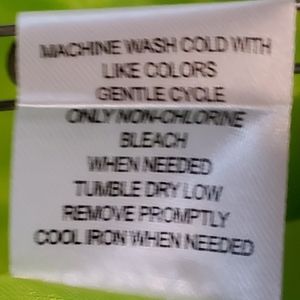 MACHINE WASH COLD WITH
LIKE COLORS
GENTLE CYCLE
ONLY NON-CHLORINE
BLEACH
WHEN NEEDED
TUMBLE DRY LOW
REMOVE PROMPTLY
COOL IRON WHEN NEEDED